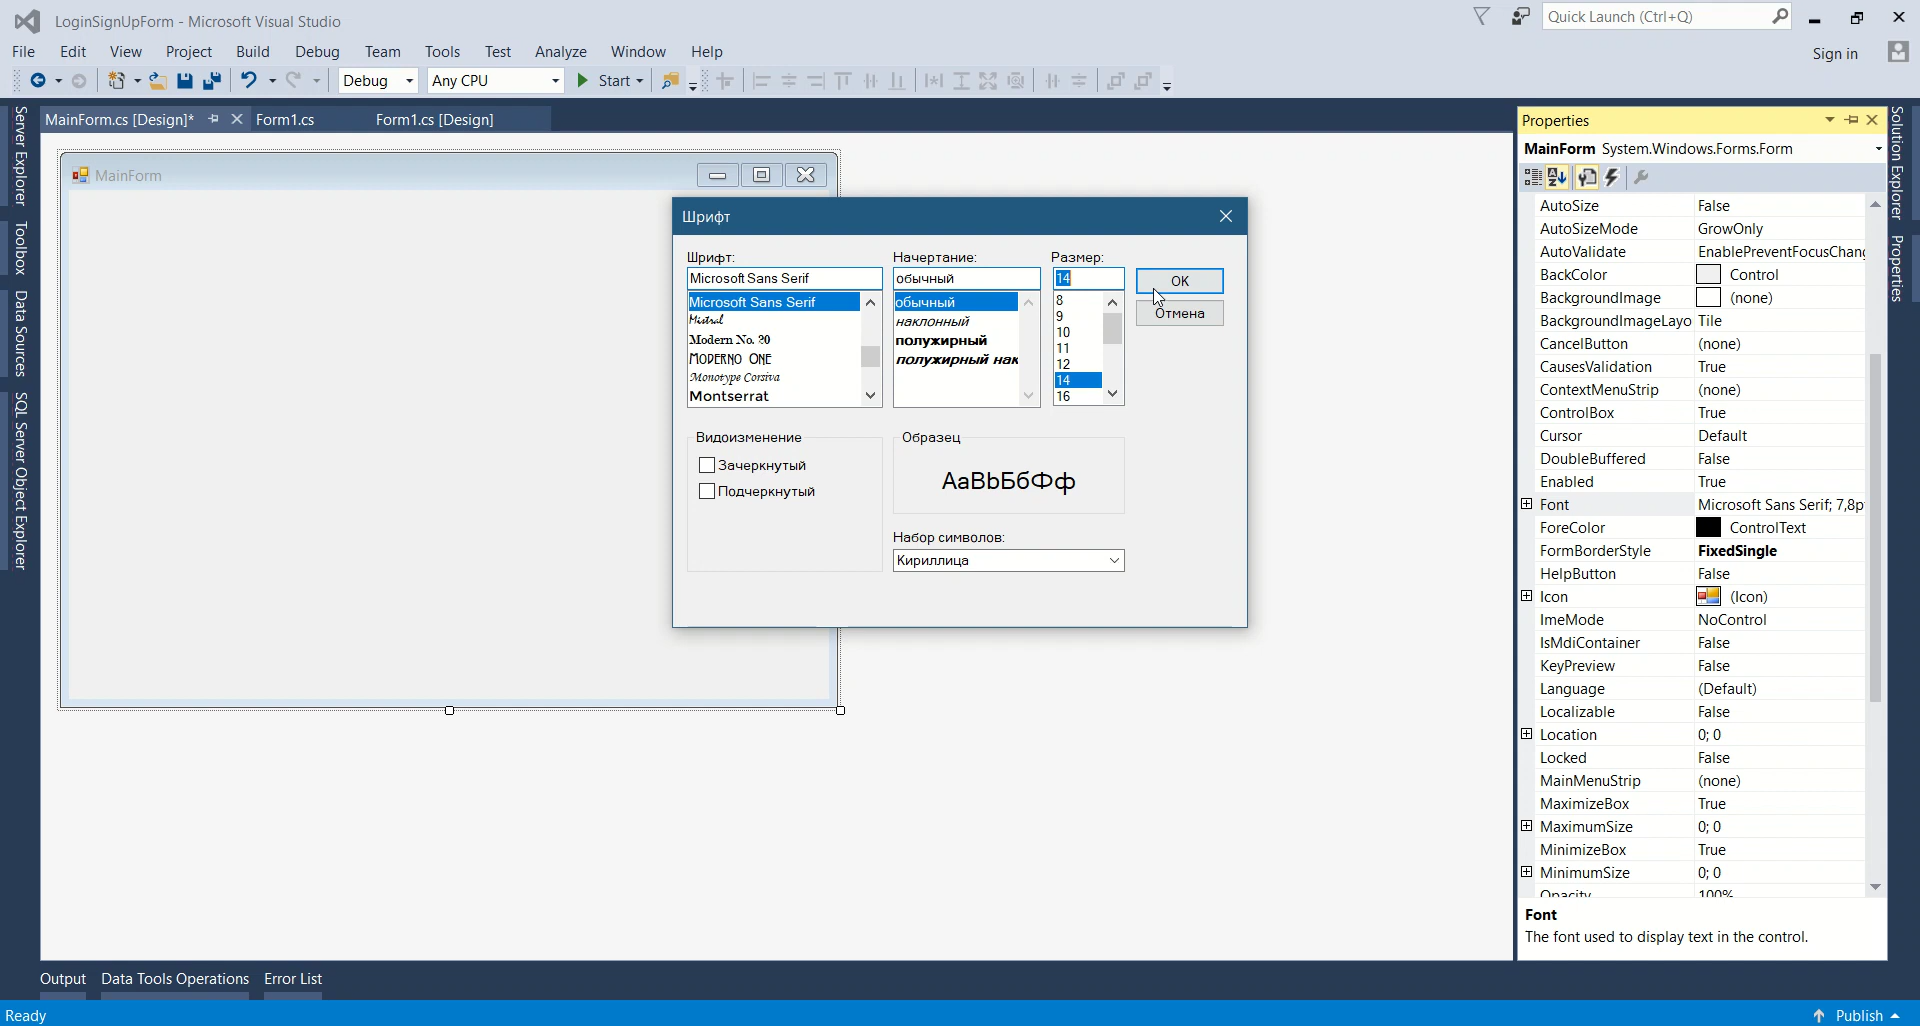 LoginSignUpForm - Microsoft Visual Studio
Quick Launch (Ctrl+Q)
File Edit View Project Build Debug Team Tools Test Analyze Window Help
Sign in
Debug Any CPU Start
MainForm.cs [Design]* Form1.cs Form1.cs [Design]
Server Explorer
Toolbox
Data Sources
SQL Server Object Explorer
MainForm
Шрифт
Шрифт: Начертание: Размер:
Microsoft Sans Serif обычный 14 OK
Microsoft Sans Serif обычный 8
Mistral наклонный 9 Отмена
Modern No. 20 полужирный 10
MODERNO ONE полужирный нак 11
Monotype Corsiva 12
Montserrat 14
16
Видоизменение Образец
Зачеркнутый
Подчеркнутый
АаBbБбФф
Набор символов:
Кириллица
Properties
MainForm System.Windows.Forms.Form
AutoSize False
AutoSizeMode GrowOnly
AutoValidate EnablePreventFocusChang
BackColor Control
BackgroundImage (none)
BackgroundImageLayo Tile
CancelButton (none)
CausesValidation True
ContextMenuStrip (none)
ControlBox True
Cursor Default
DoubleBuffered False
Enabled True
Font Microsoft Sans Serif; 7,8p
ForeColor ControlText
FormBorderStyle FixedSingle
HelpButton False
Icon (Icon)
ImeMode NoControl
IsMdiContainer False
KeyPreview False
Language (Default)
Localizable False
Location 0; 0
Locked False
MainMenuStrip (none)
MaximizeBox True
MaximumSize 0; 0
MinimizeBox True
MinimumSize 0; 0
Opacity 100%
Font
The font used to display text in the control.
Solution Explorer
Properties
Output Data Tools Operations Error List
Ready
Publish